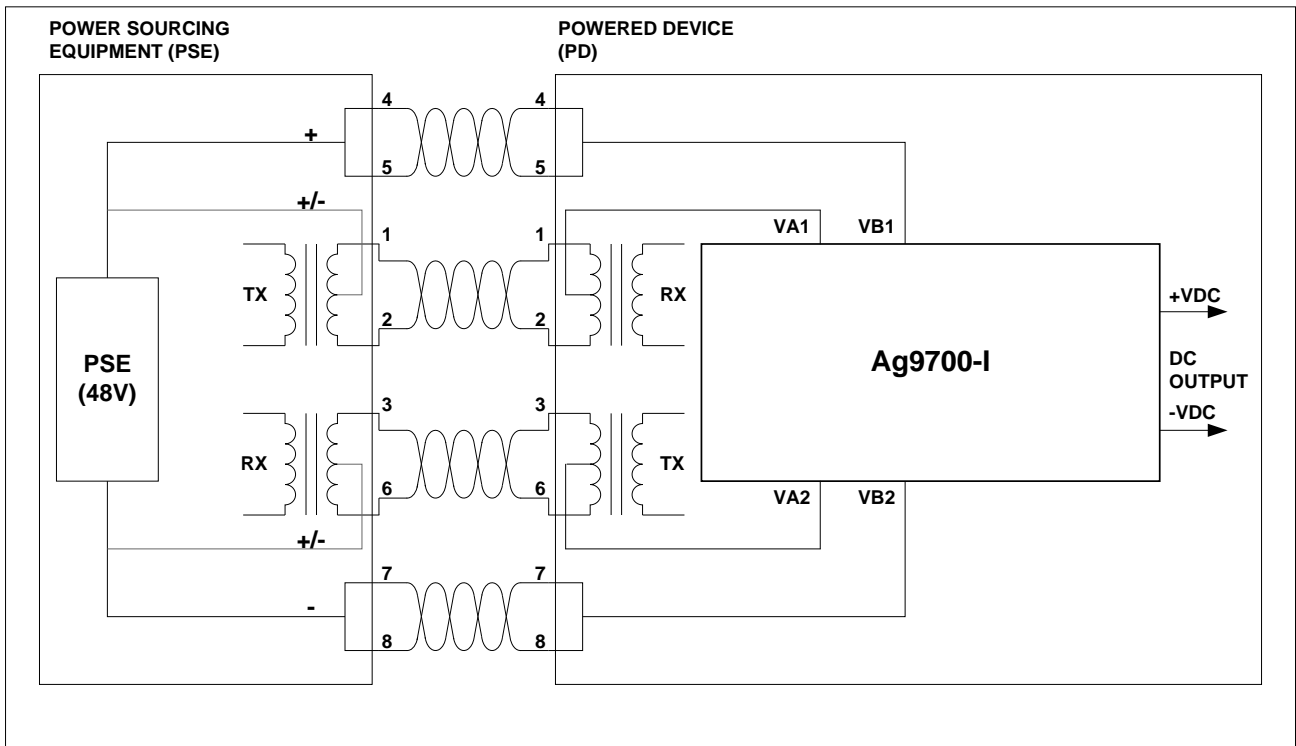 POWER SOURCING
EQUIPMENT (PSE)
POWERED DEVICE
(PD)
4
4
+
5
5
+/-
1
1
VA1
VB1
TX
RX
+VDC
2
2
PSE
(48V)
Ag9700-I
DC
OUTPUT
3
3
-VDC
RX
TX
6
6
VA2
VB2
+/-
7
7
-
8
8